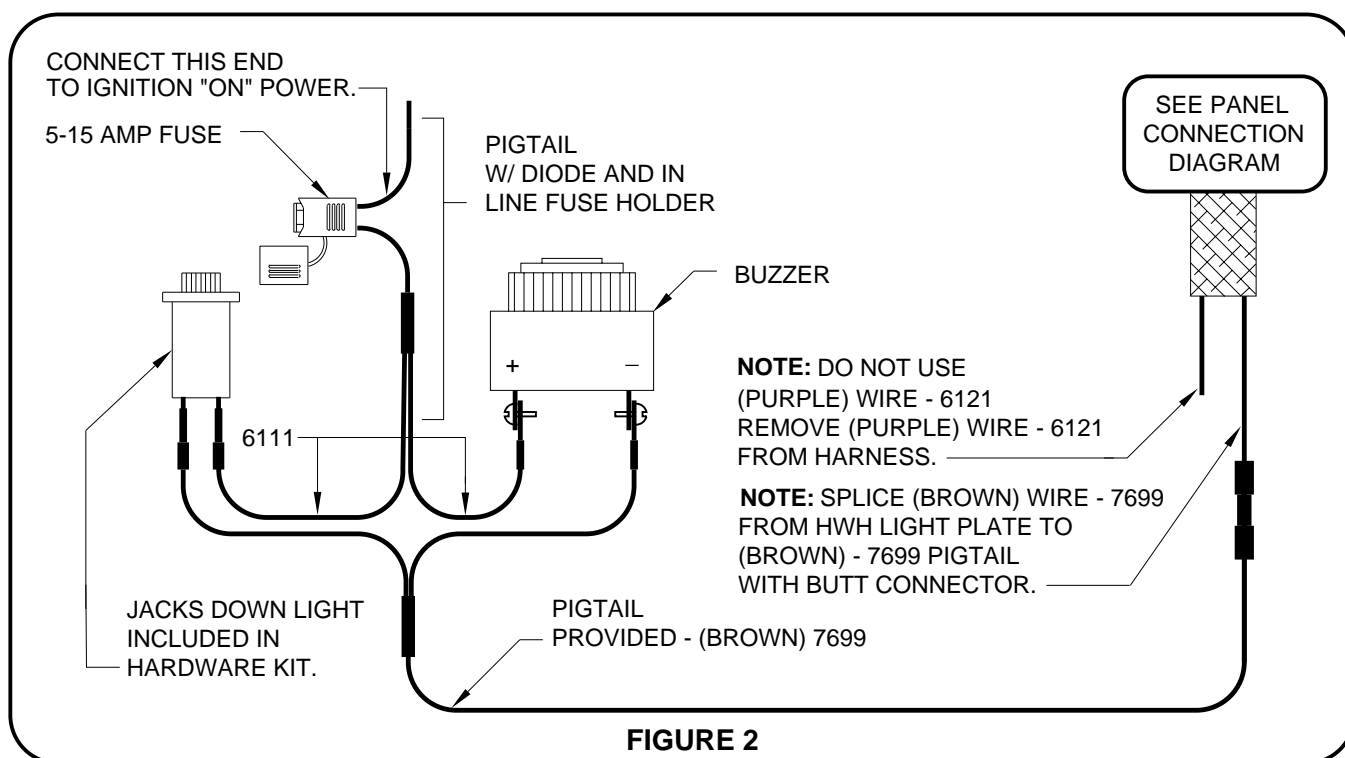 CONNECT THIS END
TO IGNITION "ON" POWER.
5-15 AMP FUSE
PIGTAIL
W/ DIODE AND IN
LINE FUSE HOLDER
SEE PANEL
CONNECTION
DIAGRAM
BUZZER
+ −
6111
NOTE: DO NOT USE
(PURPLE) WIRE - 6121
REMOVE (PURPLE) WIRE - 6121
FROM HARNESS.
NOTE: SPLICE (BROWN) WIRE - 7699
FROM HWH LIGHT PLATE TO
(BROWN) - 7699 PIGTAIL
WITH BUTT CONNECTOR.
JACKS DOWN LIGHT
INCLUDED IN
HARDWARE KIT.
PIGTAIL
PROVIDED - (BROWN) 7699
FIGURE 2